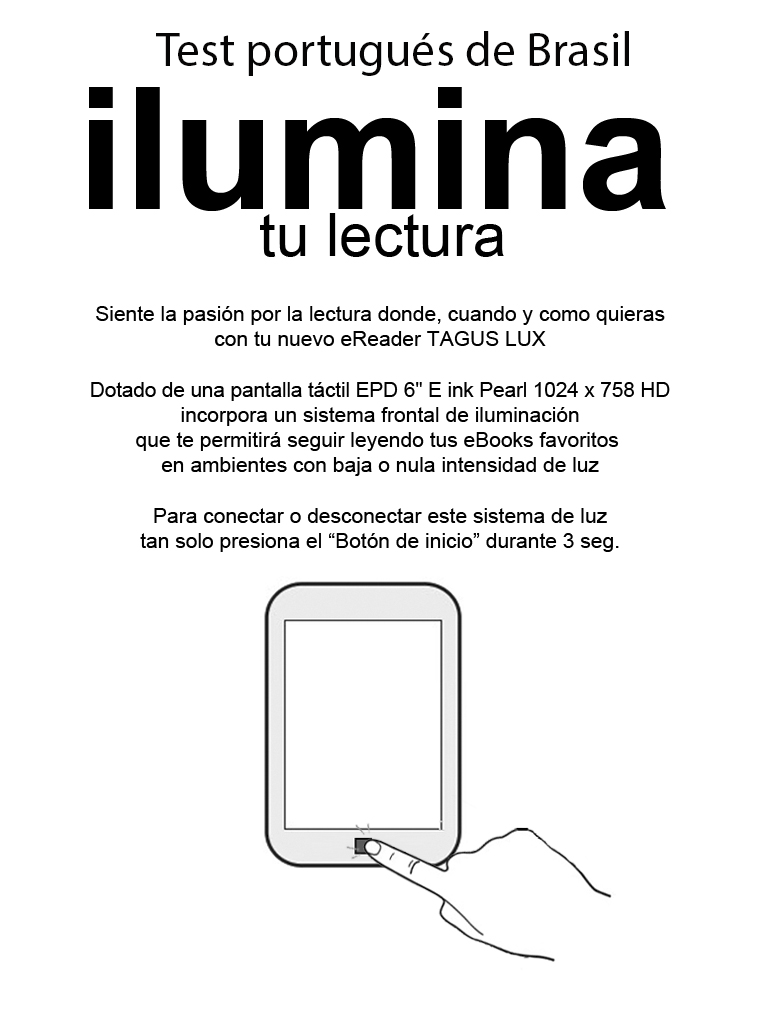 Test portugués de Brasil
ilumina
tu lectura
Siente la pasión por la lectura donde, cuando y como quieras
con tu nuevo eReader TAGUS LUX
Dotado de una pantalla táctil EPD 6" E ink Pearl 1024 x 758 HD
incorpora un sistema frontal de iluminación
que te permitirá seguir leyendo tus eBooks favoritos
en ambientes con baja o nula intensidad de luz
Para conectar o desconectar este sistema de luz
tan solo presiona el “Botón de inicio” durante 3 seg.